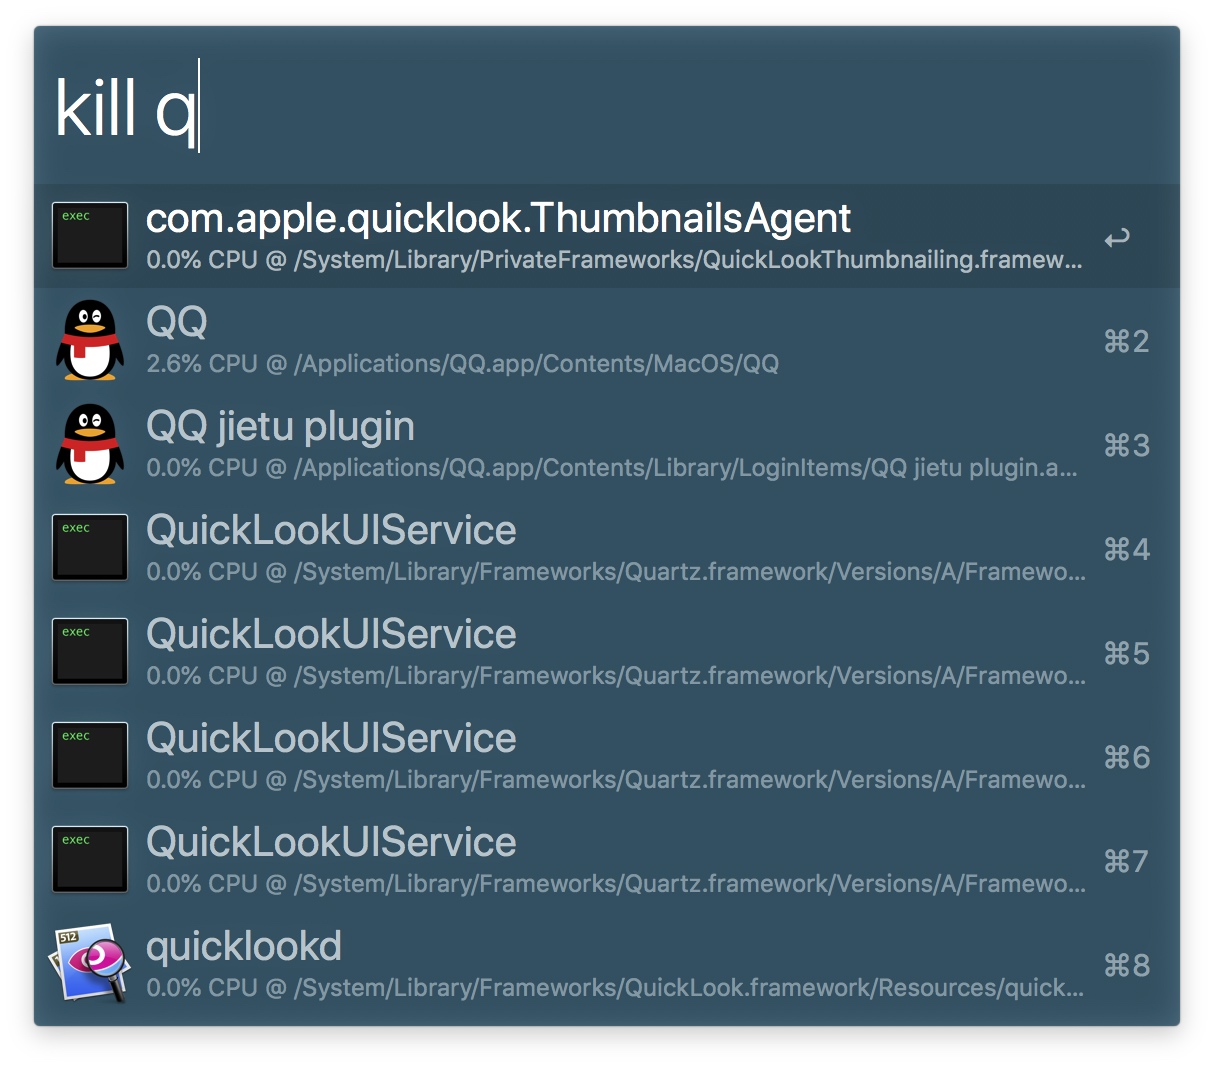 kill q
exec
com.apple.quicklook.ThumbnailsAgent
0.0% CPU @ /System/Library/PrivateFrameworks/QuickLookThumbnailing.framew...
↩
QQ
2.6% CPU @ /Applications/QQ.app/Contents/MacOS/QQ
⌘2
QQ jietu plugin
0.0% CPU @ /Applications/QQ.app/Contents/Library/LoginItems/QQ jietu plugin.a...
⌘3
exec
QuickLookUIService
0.0% CPU @ /System/Library/Frameworks/Quartz.framework/Versions/A/Framewo...
⌘4
exec
QuickLookUIService
0.0% CPU @ /System/Library/Frameworks/Quartz.framework/Versions/A/Framewo...
⌘5
exec
QuickLookUIService
0.0% CPU @ /System/Library/Frameworks/Quartz.framework/Versions/A/Framewo...
⌘6
exec
QuickLookUIService
0.0% CPU @ /System/Library/Frameworks/Quartz.framework/Versions/A/Framewo...
⌘7
512
quicklookd
0.0% CPU @ /System/Library/Frameworks/QuickLook.framework/Resources/quick...
⌘8